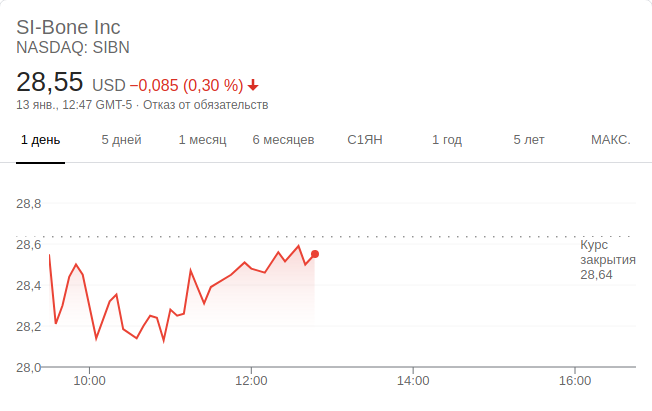 SI-Bone Inc
NASDAQ: SIBN
28,55 USD −0,085 (0,30 %)
13 янв., 12:47 GMT-5 · Отказ от обязательств
1 день 5 дней 1 месяц 6 месяцев С1ЯН 1 год 5 лет МАКС.
28,8
28,6
28,4
28,2
28,0
Курс
закрытия
28,64
10:00 12:00 14:00 16:00